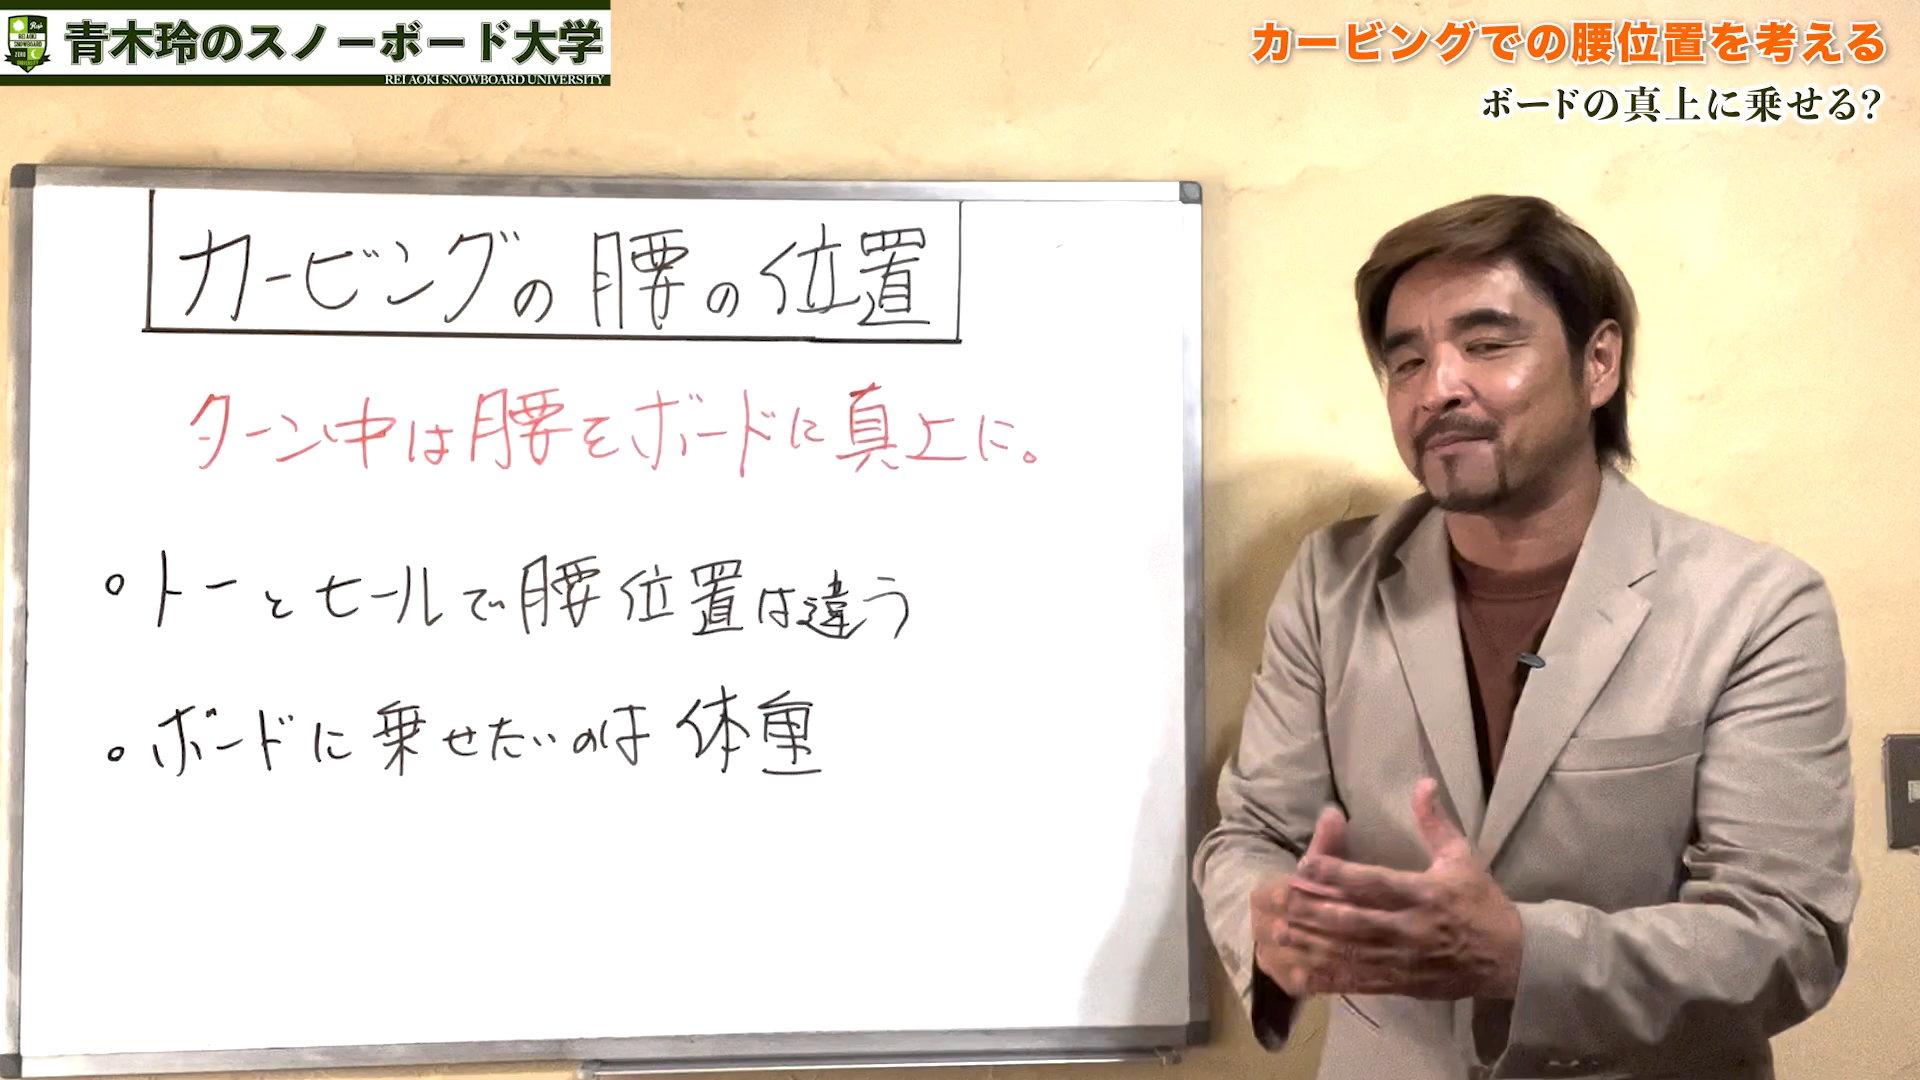 青木玲のスノーボード大学
REI AOKI SNOWBOARD UNIVERSITY
カービングでの腰位置を考える
ボードの真上に乗せる?
カービングの腰の位置
ターン中は腰をボードに真上に。
。トーとヒールで腰位置は違う
。ボードに乗せたいのは体重